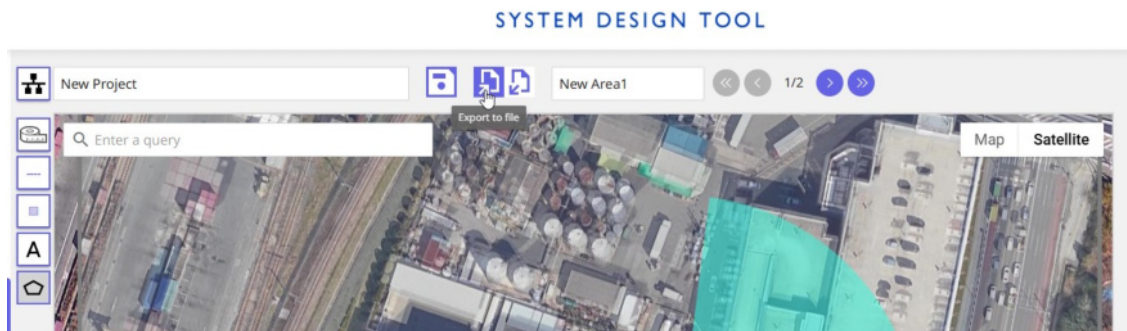 SYSTEM DESIGN TOOL
New Project
New Area1
1/2
Export to file
Enter a query
Map
Satellite
A